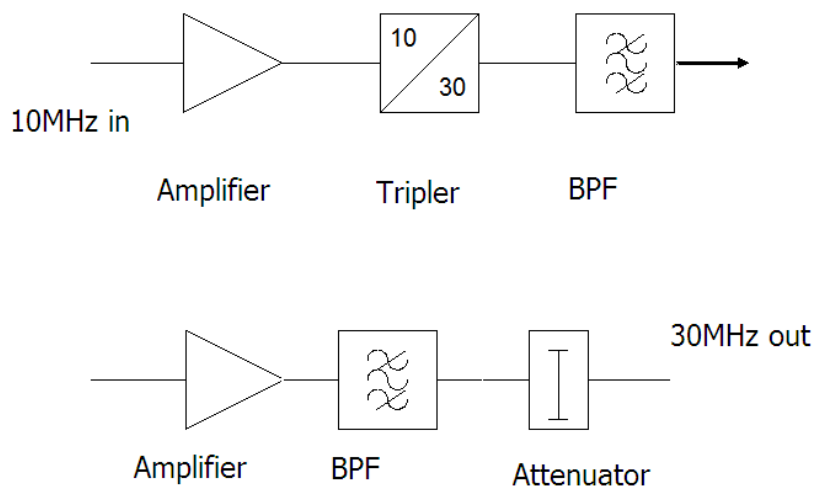 10
30
10MHz in
Amplifier Tripler BPF
30MHz out
Amplifier BPF Attenuator